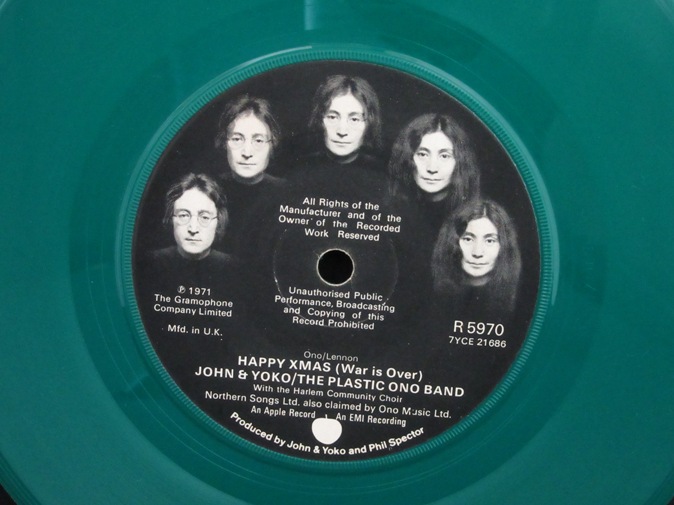 All Rights of the
Manufacturer and of the
Owner of the Recorded
Work Reserved
℗ 1971
The Gramophone
Company Limited
Mfd. in U.K.
Unauthorised Public
Performance, Broadcasting
and Copying of this
Record Prohibited
R 5970
7YCE 21686
Ono/Lennon
HAPPY XMAS (War is Over)
JOHN & YOKO/THE PLASTIC ONO BAND
With the Harlem Community Choir
Northern Songs Ltd. also claimed by Ono Music Ltd.
An Apple Record An EMI Recording
Produced by John & Yoko and Phil Spector